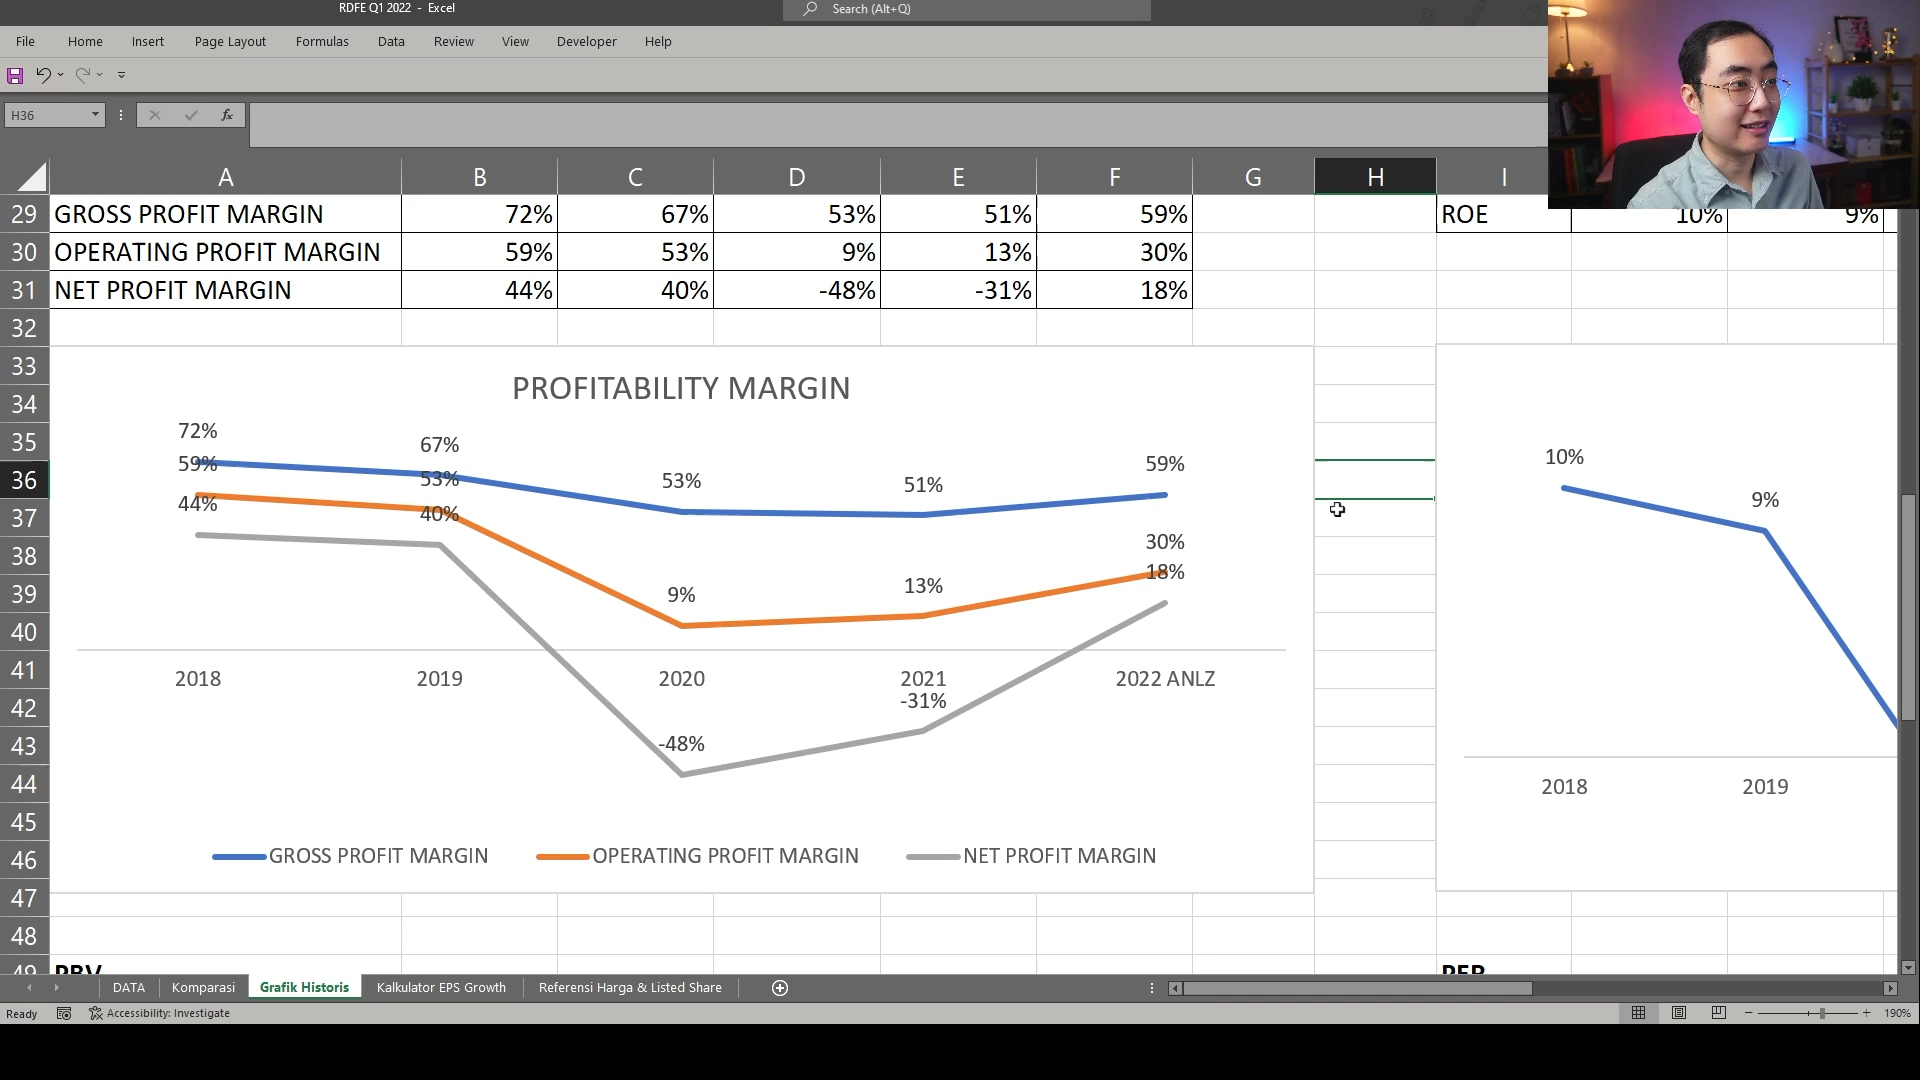 RDFE Q1 2022 - Excel
Search (Alt+Q)
File Home Insert Page Layout Formulas Data Review View Developer Help
H36
fx
A B C D E F G H I
29 GROSS PROFIT MARGIN 72% 67% 53% 51% 59% ROE 10% 9%
30 OPERATING PROFIT MARGIN 59% 53% 9% 13% 30%
31 NET PROFIT MARGIN 44% 40% -48% -31% 18%
32
33
34
35
36
37
38
39
40
41
42
43
44
45
46
47
48
49 PBV PER
PROFITABILITY MARGIN
72% 67% 53% 51% 59%
59% 53% 9% 13% 30%
44% 40% -48% -31% 18%
2018 2019 2020 2021 2022 ANLZ
GROSS PROFIT MARGIN OPERATING PROFIT MARGIN NET PROFIT MARGIN
10% 9%
2018 2019
DATA Komparasi Grafik Historis Kalkulator EPS Growth Referensi Harga & Listed Share
Ready Accessibility: Investigate 190%